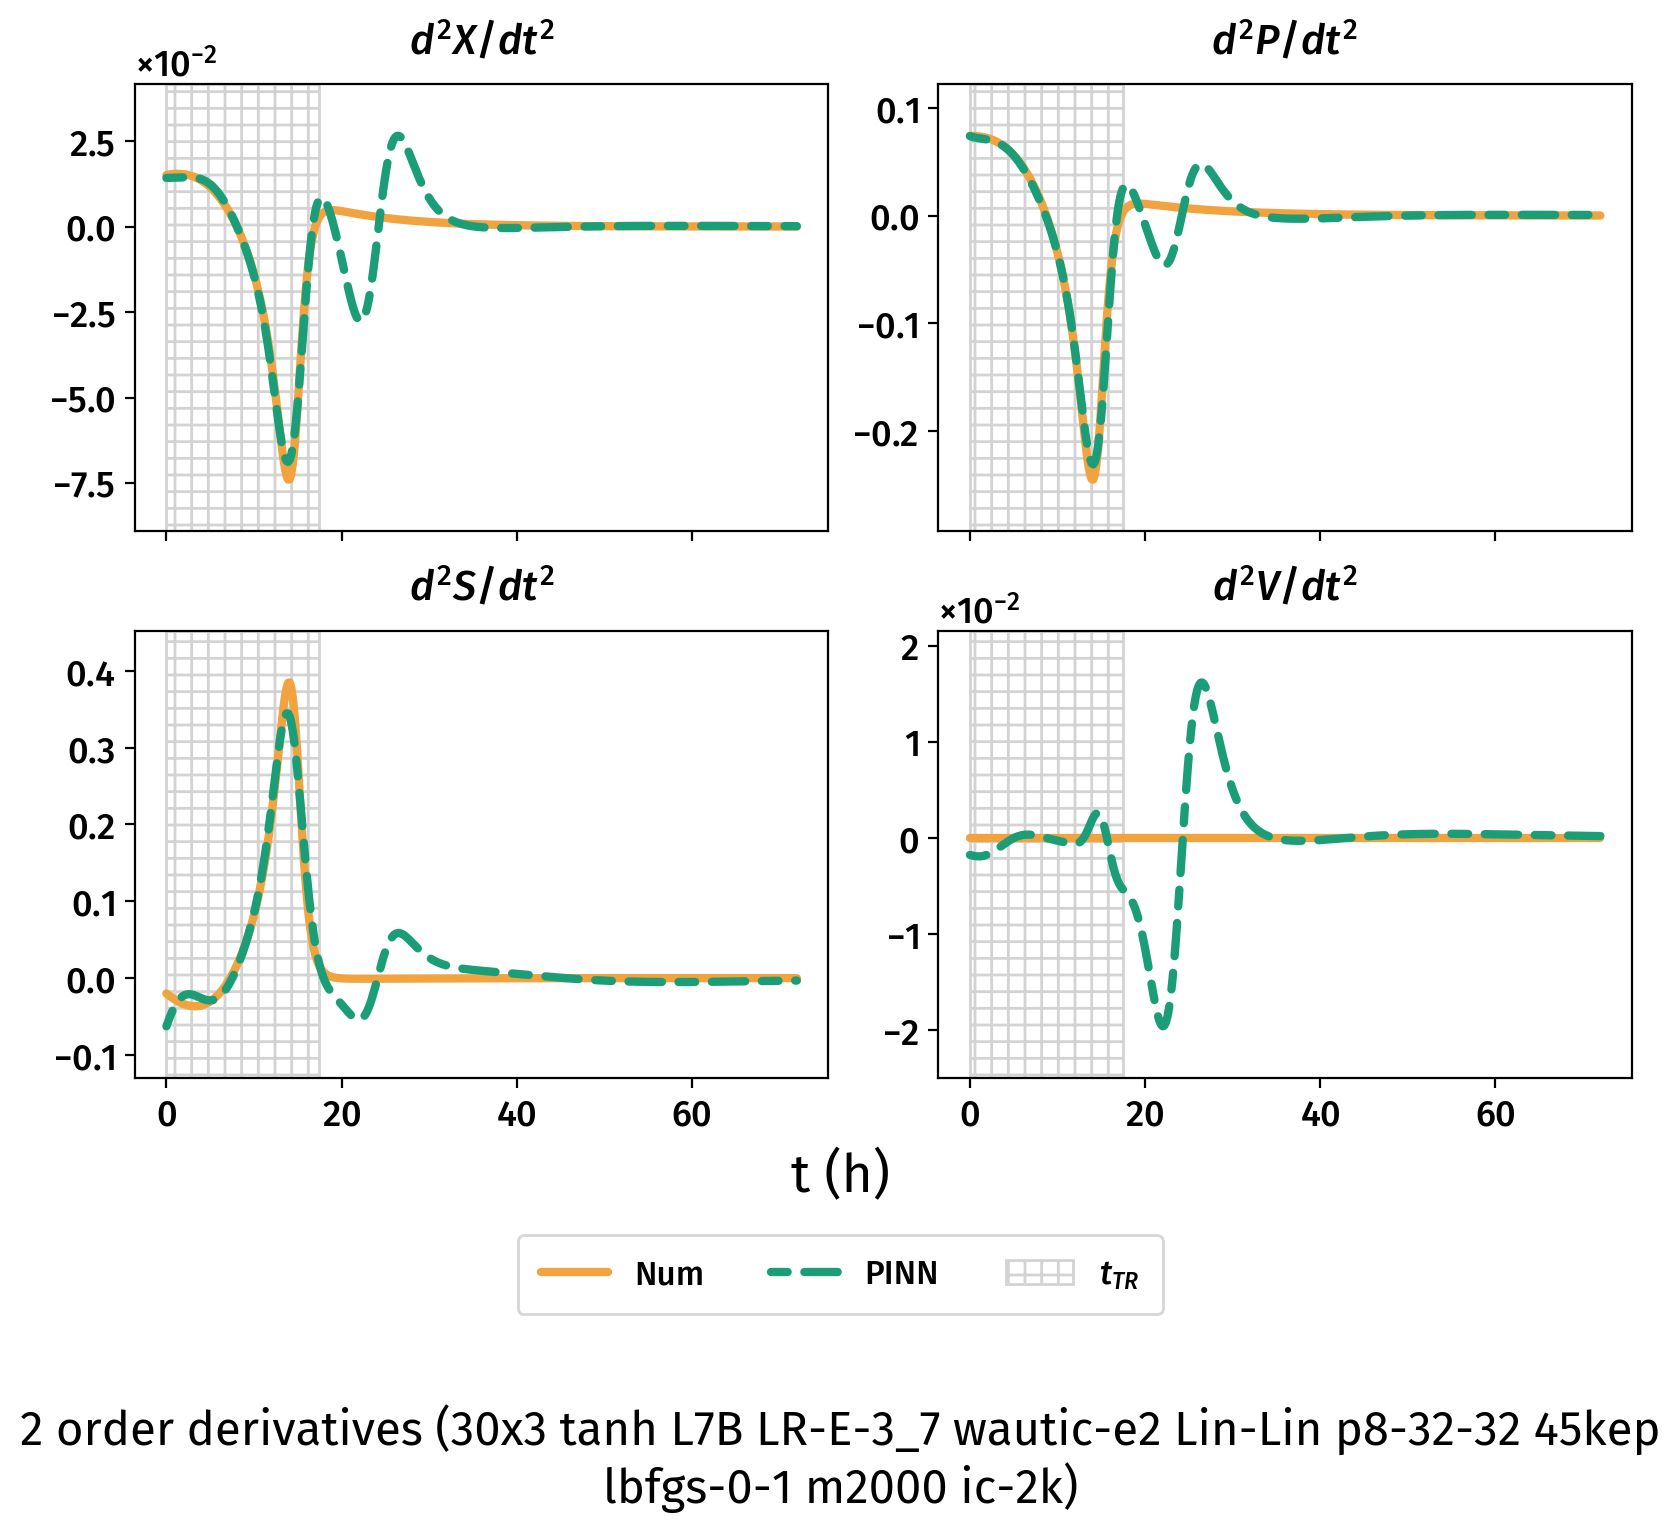 d²X/dt²
×10⁻²
2.5
0.0
−2.5
−5.0
−7.5
d²P/dt²
0.1
0.0
−0.1
−0.2
d²S/dt²
0.4
0.3
0.2
0.1
0.0
−0.1
0 20 40 60
d²V/dt²
×10⁻²
2
1
0
−1
−2
0 20 40 60
t (h)
Num PINN t_TR
2 order derivatives (30x3 tanh L7B LR-E-3_7 wautic-e2 Lin-Lin p8-32-32 45kep
lbfgs-0-1 m2000 ic-2k)